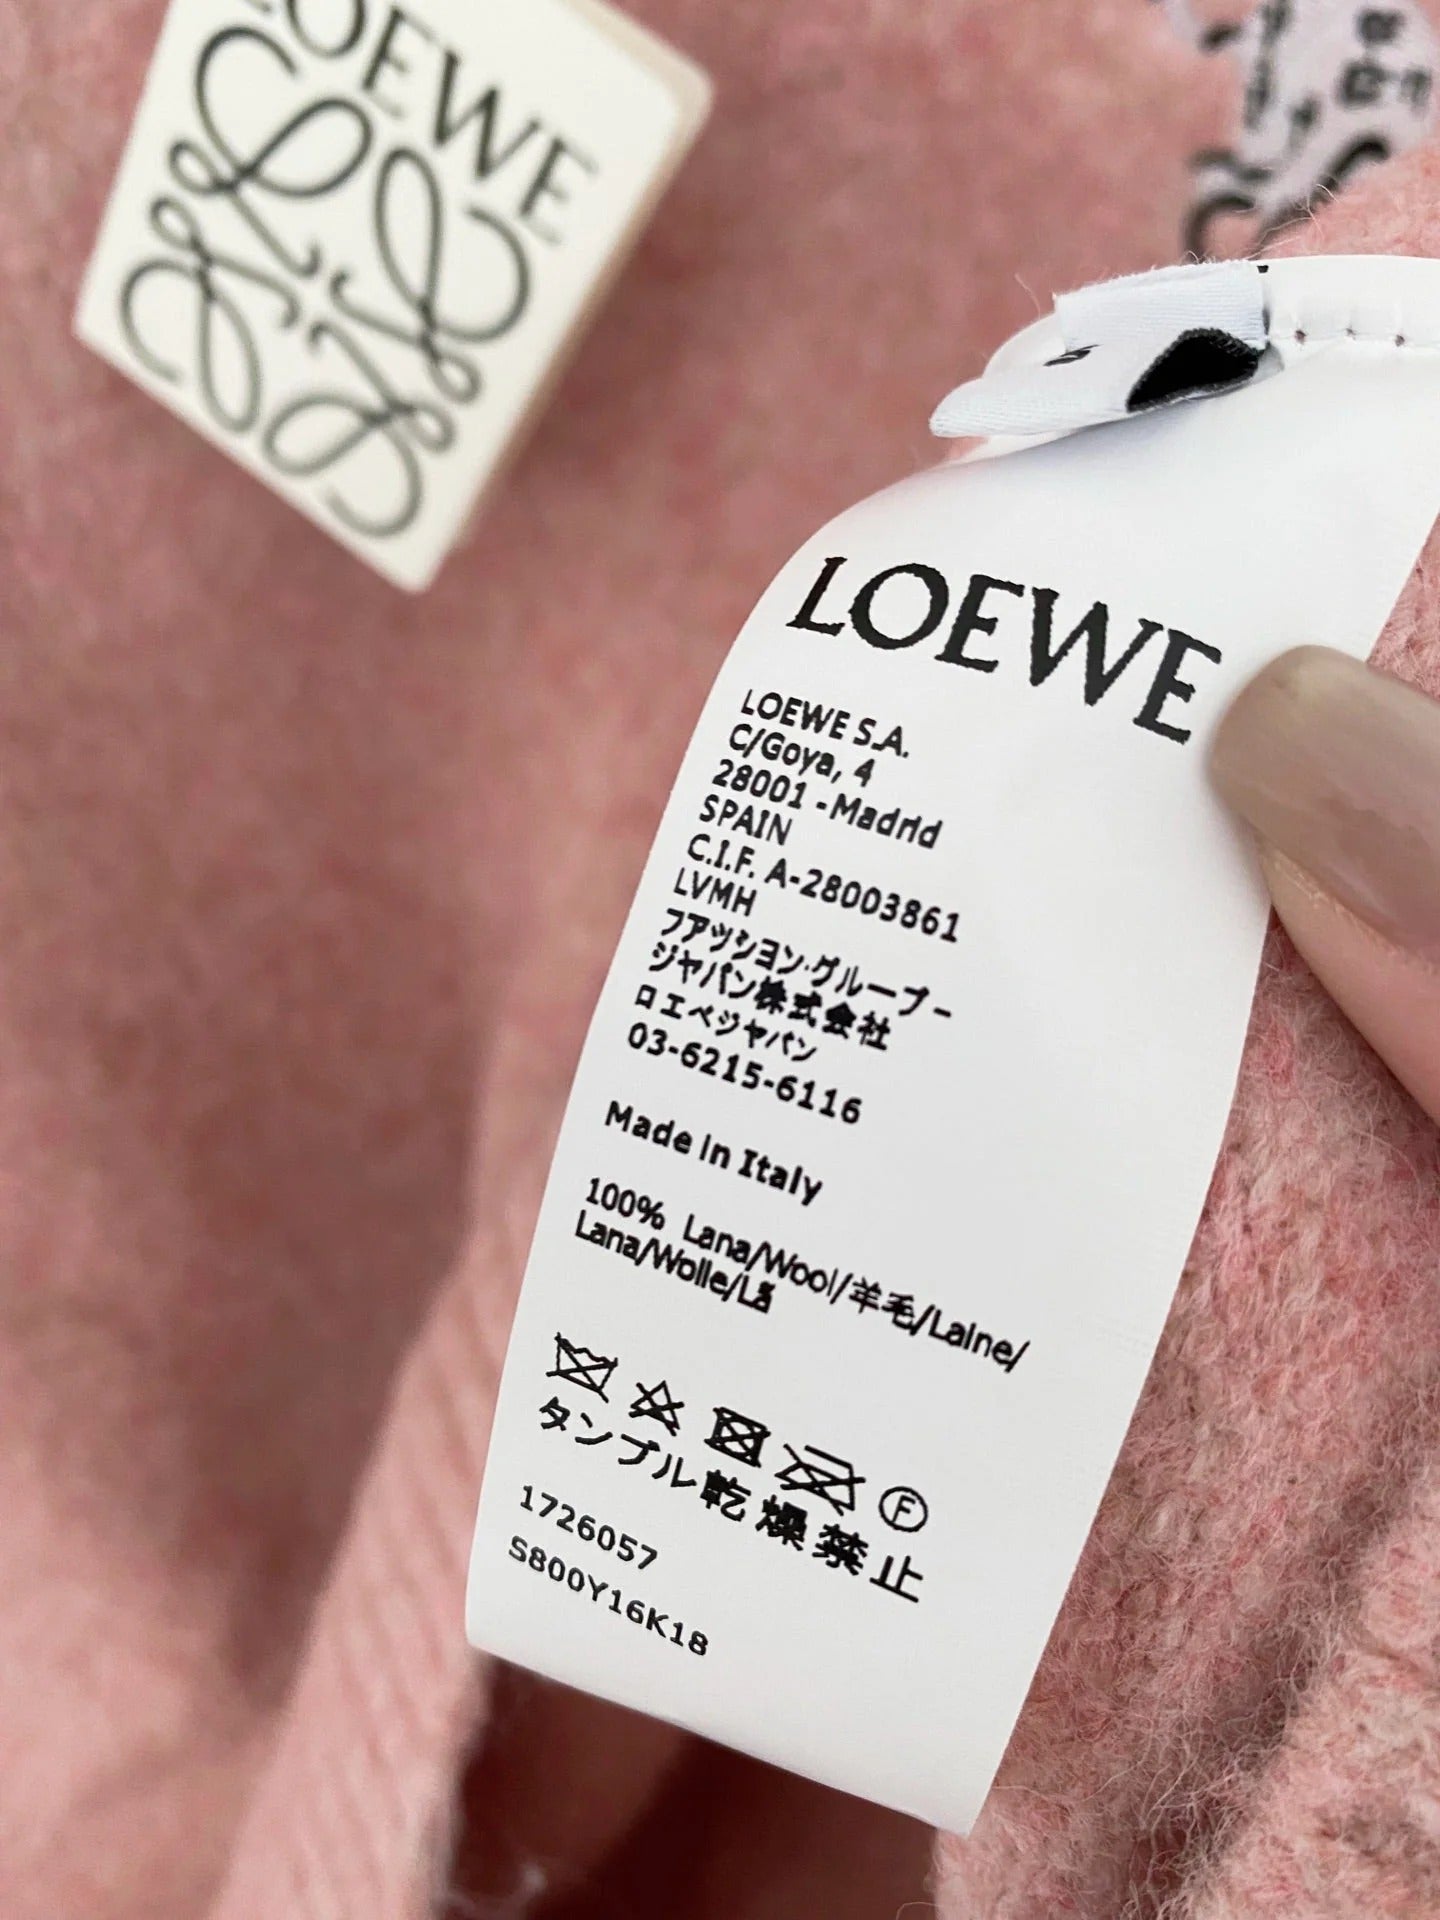 LOEWE
LOEWE
LOEWE S.A.
C/Goya, 4
28001 - Madrid
SPAIN
C.I.F. A-28003861
LVMH
フアツシヨン・グループ-
ジャパン株式会社
ロエベジャパン
03-6215-6116
Made in Italy
100% Lana/Wool/羊毛/Laine/
Lana/Wolle/Lã
F
タンブル乾燥禁止
1726057
S800Y16K18